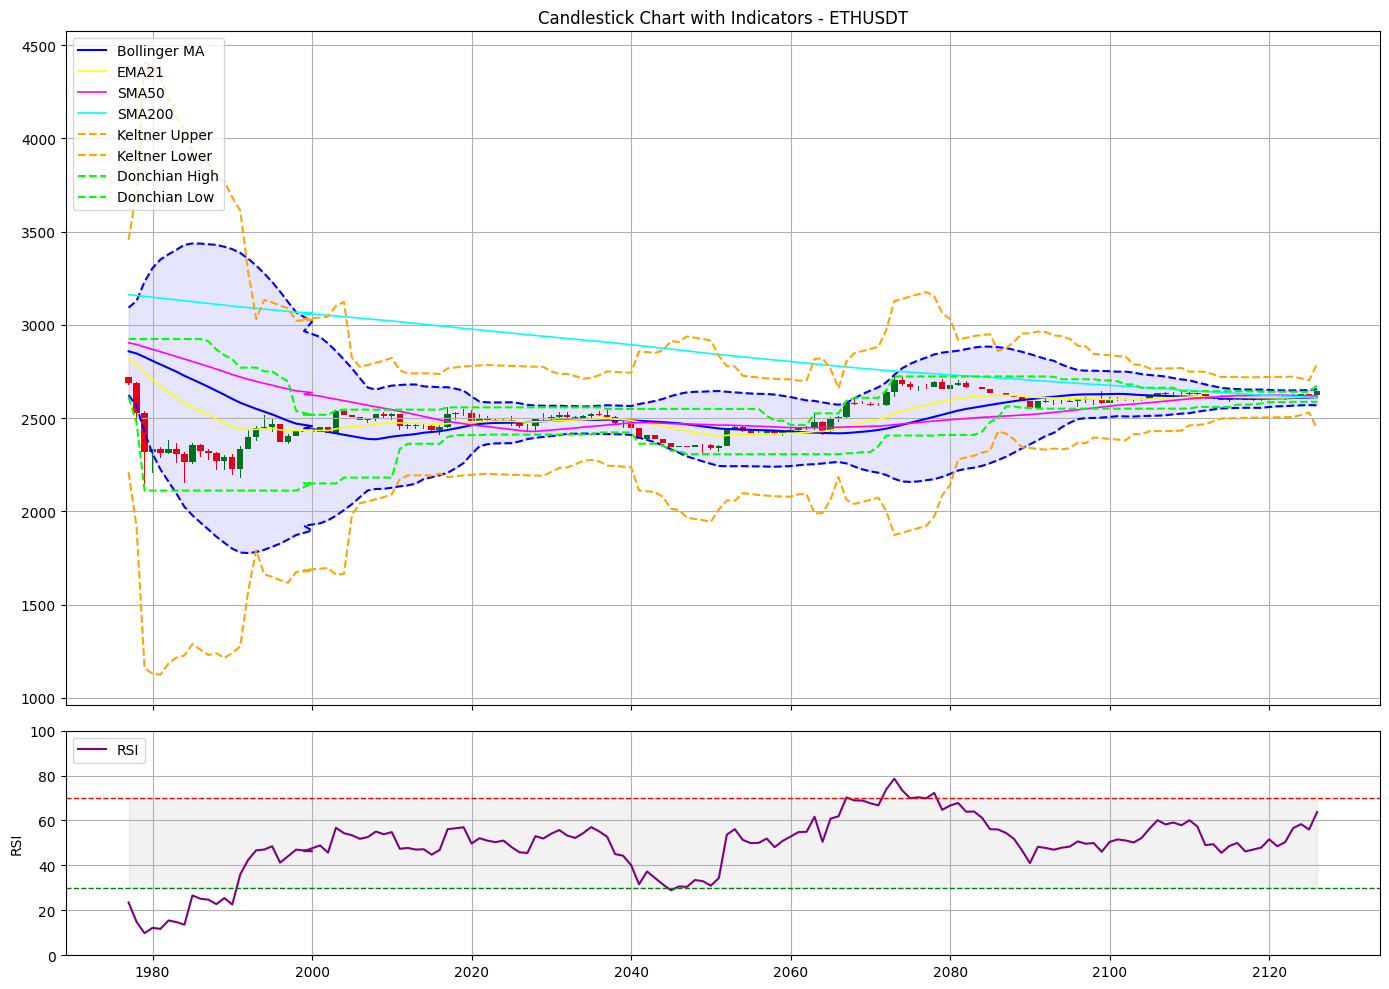 Candlestick Chart with Indicators - ETHUSDT
4500
4000
3500
3000
2500
2000
1500
1000
Bollinger MA
EMA21
SMA50
SMA200
Keltner Upper
Keltner Lower
Donchian High
Donchian Low
100
80
60
40
20
0
RSI
RSI
1980
2000
2020
2040
2060
2080
2100
2120